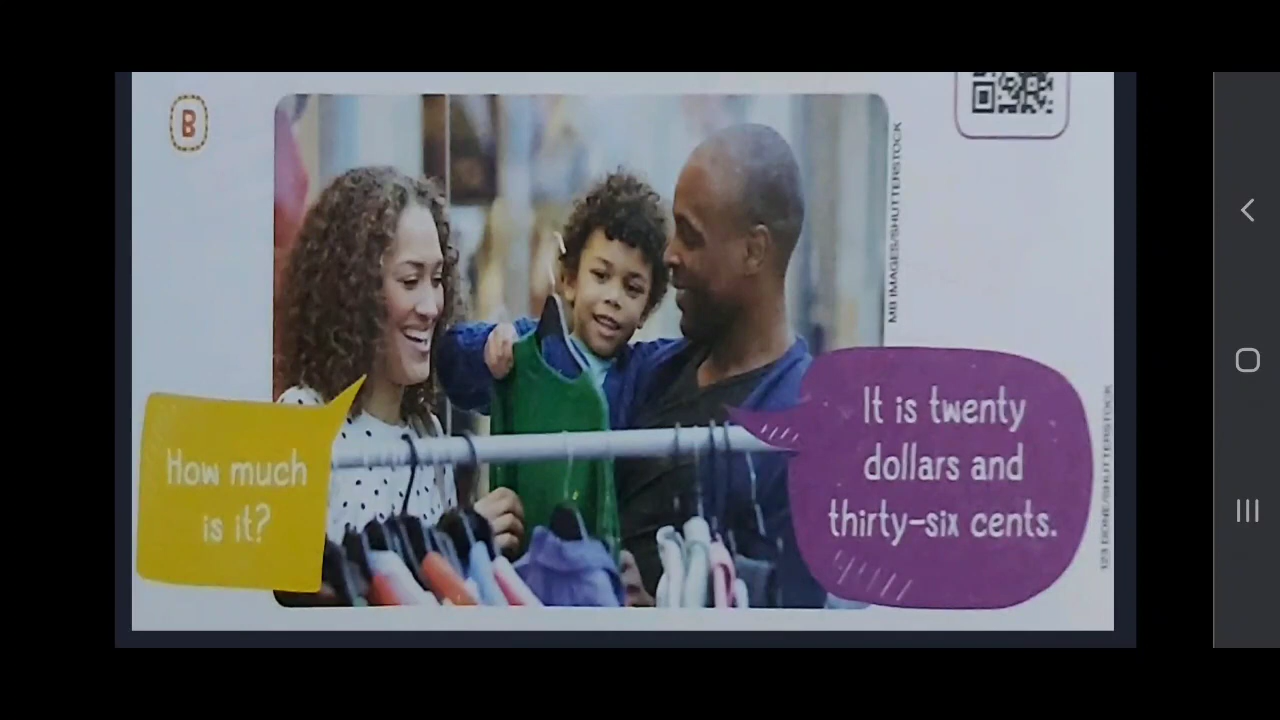 B
How much
is it?
It is twenty
dollars and
thirty-six cents.
MB IMAGES/SHUTTERSTOCK